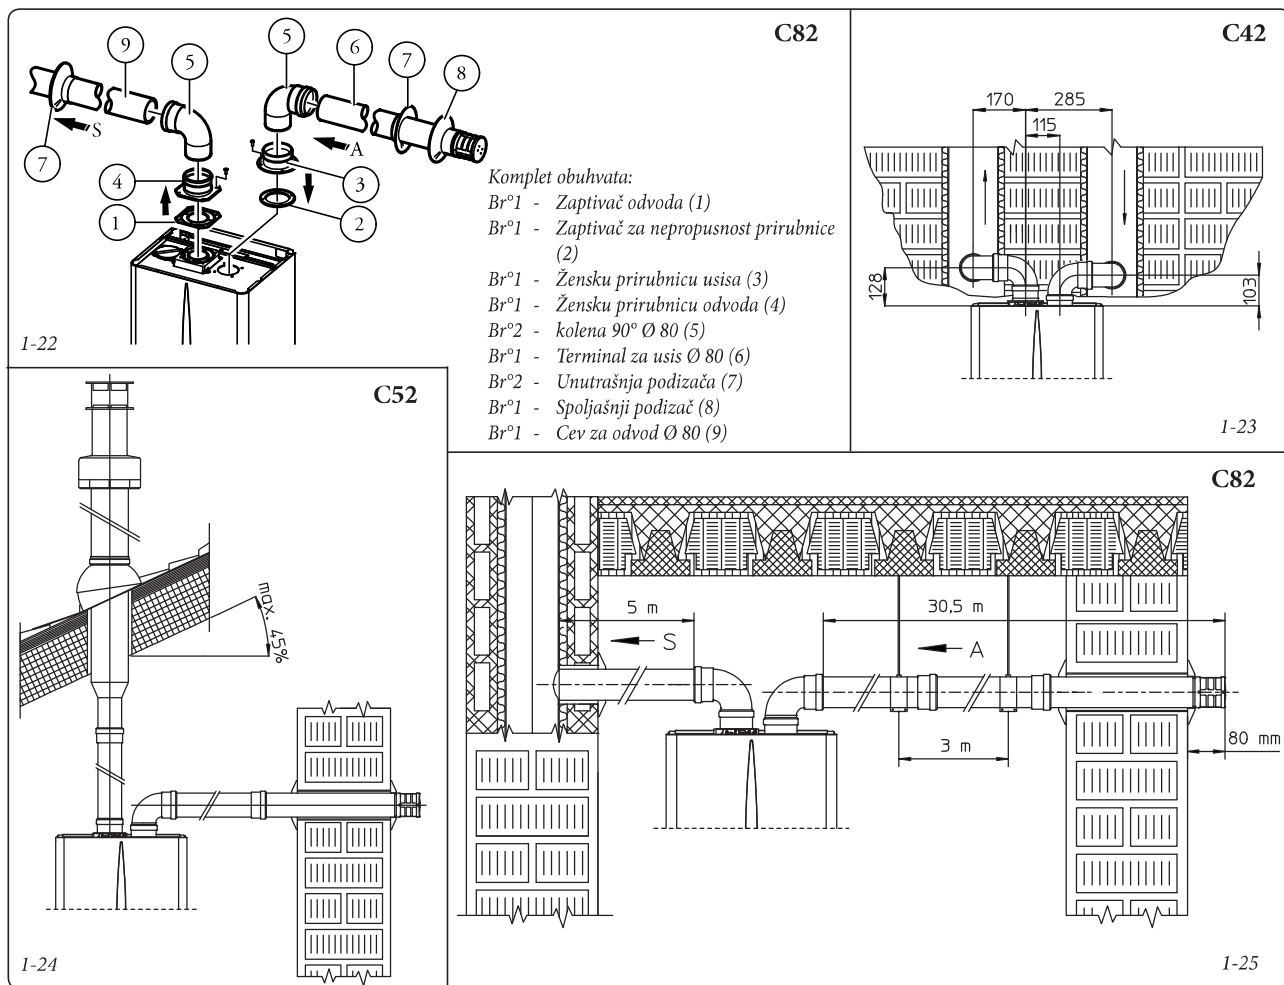 C82
9
5
5
6
7
8
S
A
7
4
3
1
2
1-22
Komplet obuhvata:
Br°1 - Zaptivač odvoda (1)
Br°1 - Zaptivač za nepropusnost prirubnice
(2)
Br°1 - Žensku prirubnicu usisa (3)
Br°1 - Žensku prirubnicu odvoda (4)
Br°2 - kolena 90° Ø 80 (5)
Br°1 - Terminal za usis Ø 80 (6)
Br°2 - Unutrašnja podizača (7)
Br°1 - Spoljašnji podizač (8)
Br°1 - Cev za odvod Ø 80 (9)
C42
170
285
115
128
103
1-23
C52
max. 45%
1-24
C82
5 m
30,5 m
S
A
3 m
80 mm
1-25